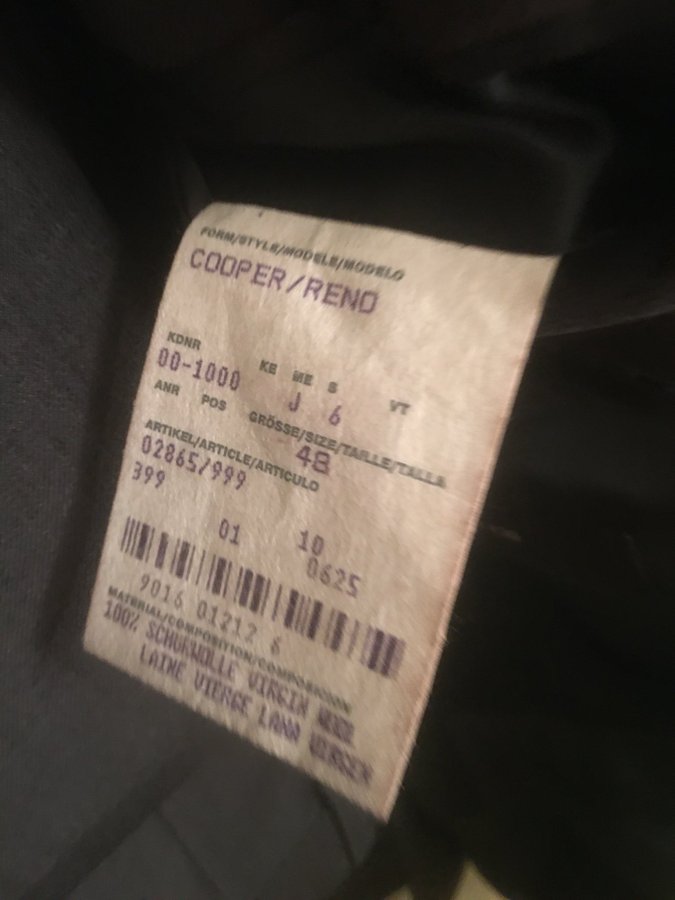 FORM/STYLE/MODELE/MODELO
COOPER/RENO
KDNR KE ME S VT
00-1000 J 6
ANR POS GRÖSSE/SIZE/TAILLE/TALLA
48
ARTIKEL/ARTICLE/ARTICULO
02865/999
399
01 10
0625
9016 01212 6
MATERIAL/COMPOSITION/COMPOSICION
100% SCHURWOLLE VIRGIN WOOL
LAINE VIERGE LANA VIRGEN